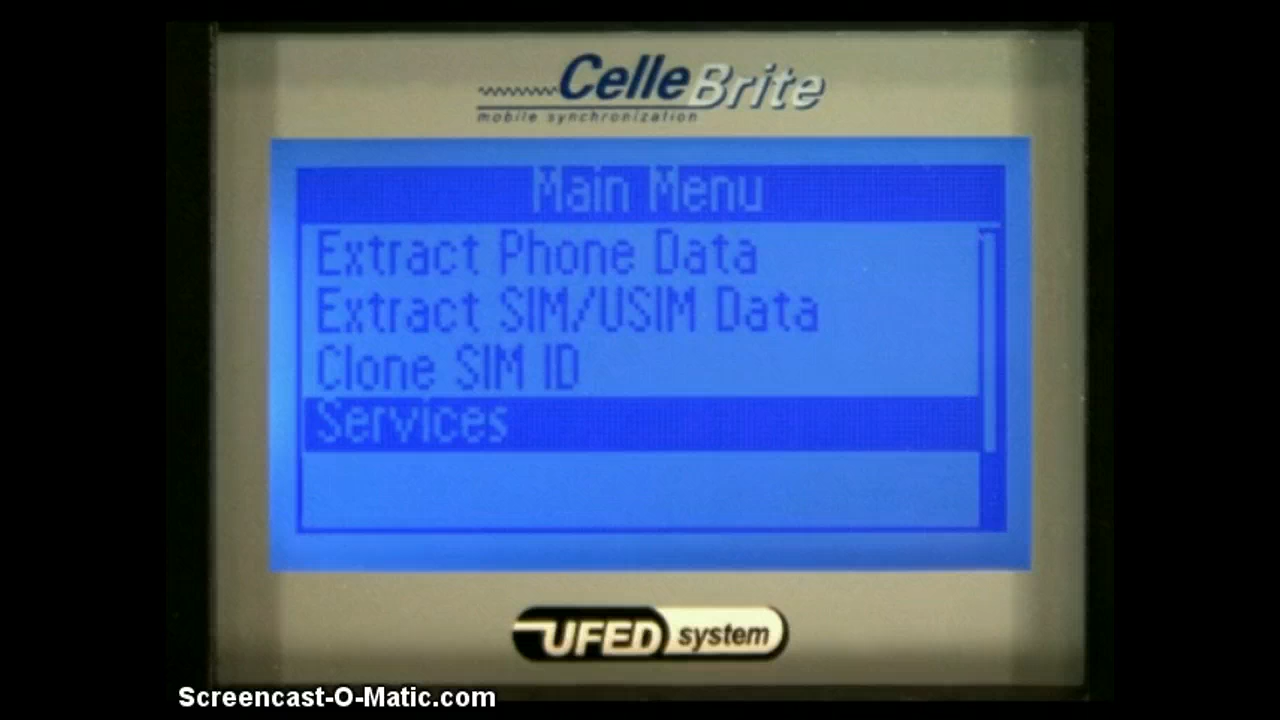 CelleBrite
mobile synchronization
Main Menu
Extract Phone Data
Extract SIM/USIM Data
Clone SIM ID
Services
UFED system
Screencast-O-Matic.com